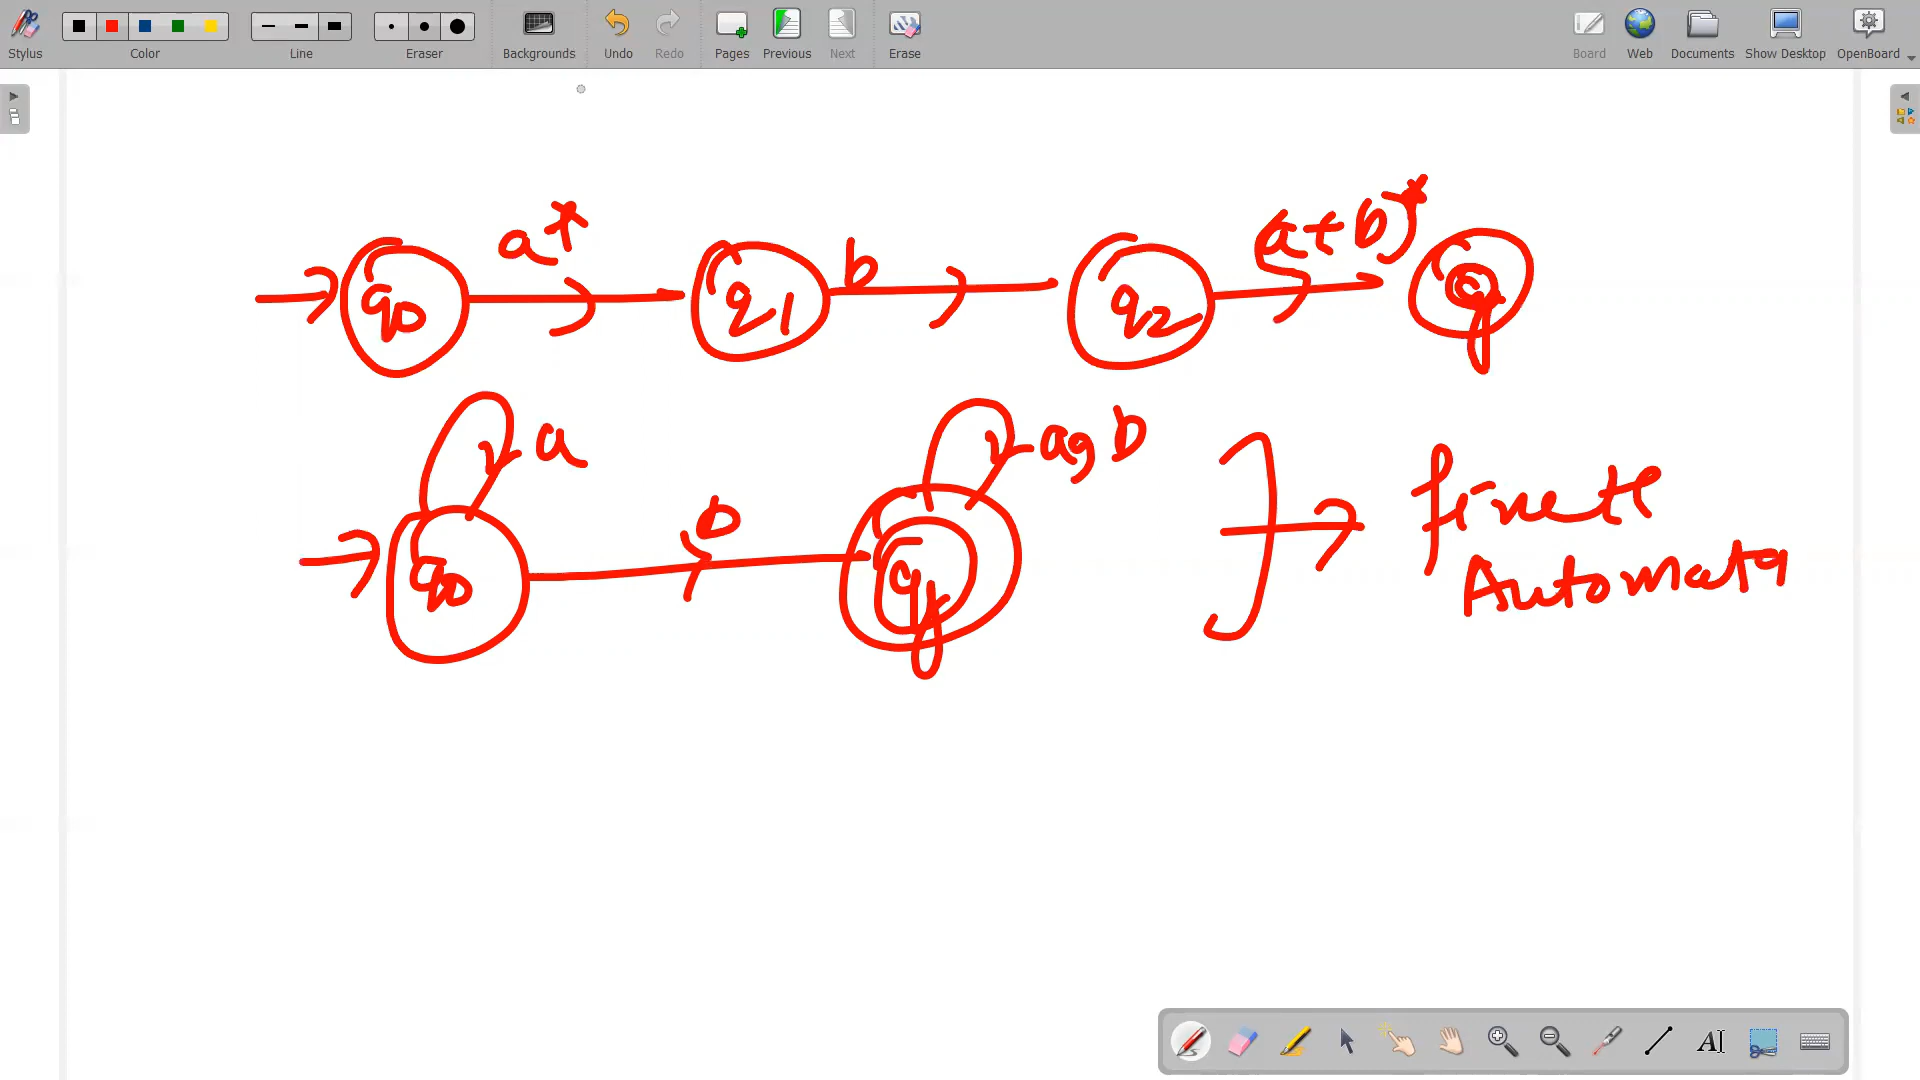 Stylus
Color
Line
Eraser
Backgrounds
Undo
Redo
Pages
Previous
Next
Erase
Board
Web
Documents
Show Desktop
OpenBoard
q0 a* q1 b q2 (a+b)* qf
q0 a b qf a,b
finete
Automata